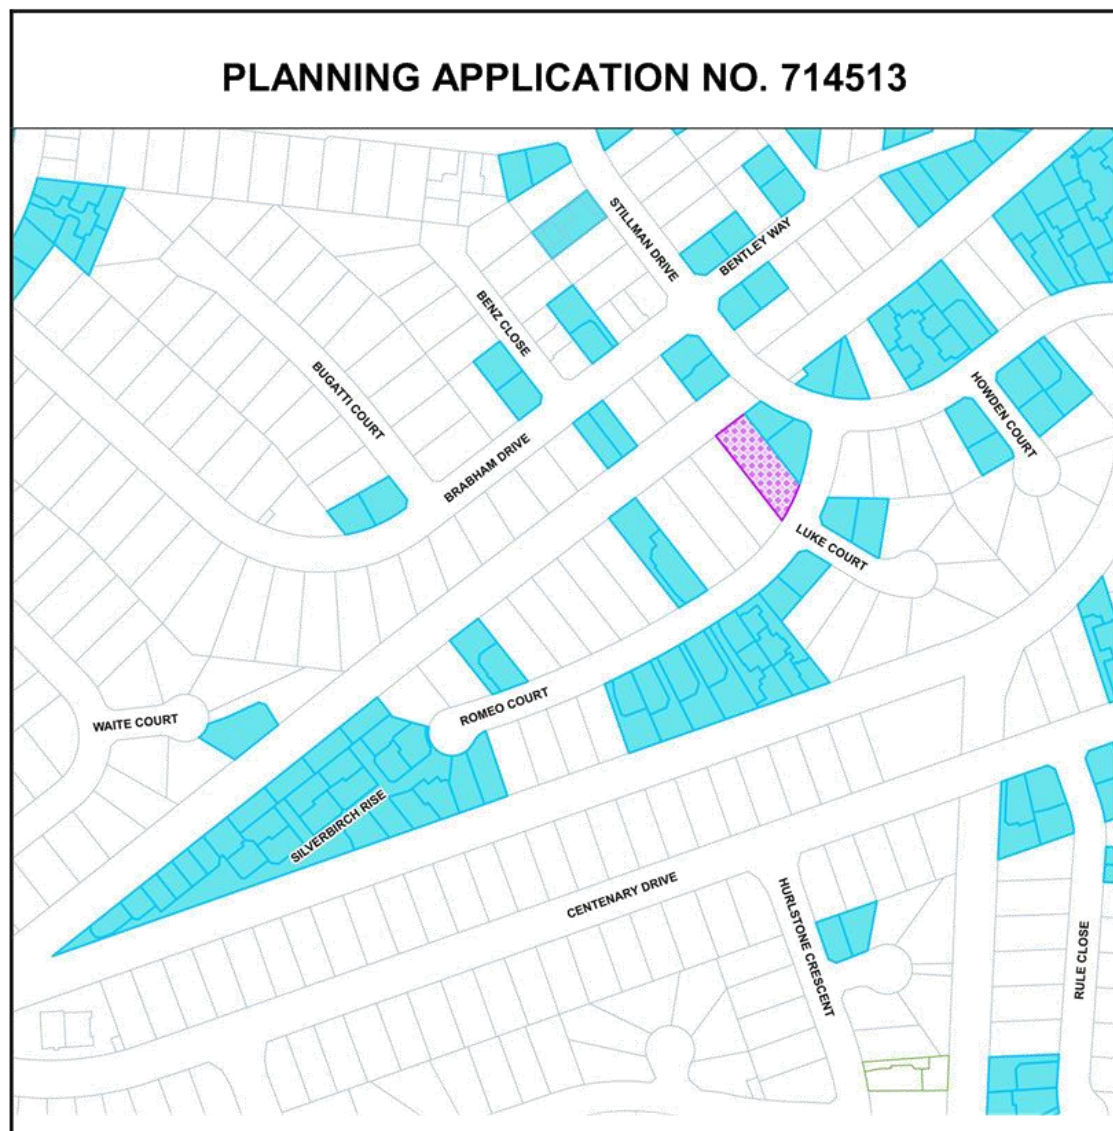 PLANNING APPLICATION NO. 714513
STILLMAN DRIVE
BENTLEY WAY
BENZ CLOSE
BUGATTI COURT
HOWDEN COURT
BRABHAM DRIVE
LUKE COURT
ROMEO COURT
WAITE COURT
SILVERBIRCH RISE
CENTENARY DRIVE
HURLSTONE CRESCENT
RULE CLOSE